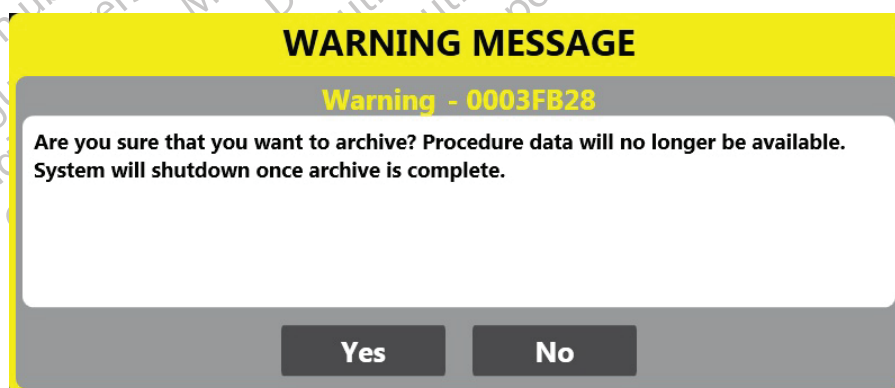 WARNING MESSAGE
Warning - 0003FB28
Are you sure that you want to archive? Procedure data will no longer be available.
System will shutdown once archive is complete.
Yes
No